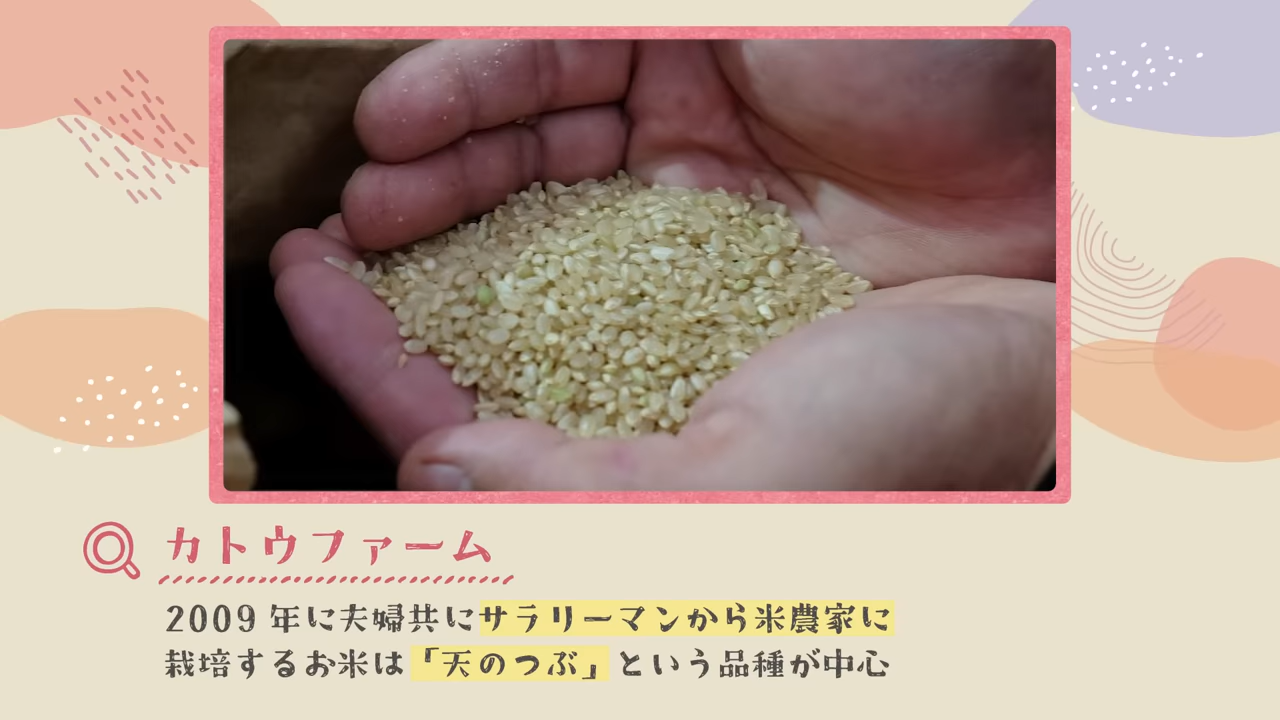 カトウファーム
2009年に夫婦共にサラリーマンから米農家に
栽培するお米は「天のつぶ」という品種が中心